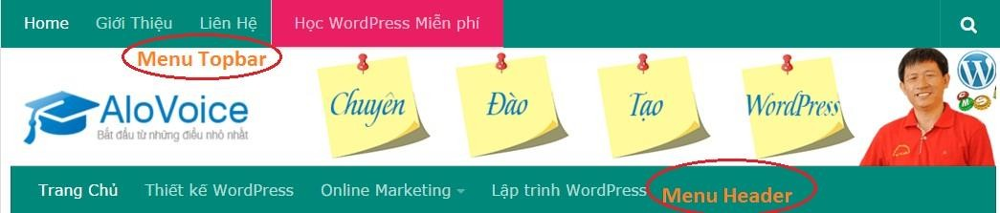 Home Giới Thiệu Liên Hệ Học WordPress Miễn phí
Menu Topbar
AloVoice
Bắt đầu từ những điều nhỏ nhất
Chuyên Đào Tạo WordPress
Trang Chủ Thiết kế WordPress Online Marketing Lập trình WordPress Menu Header